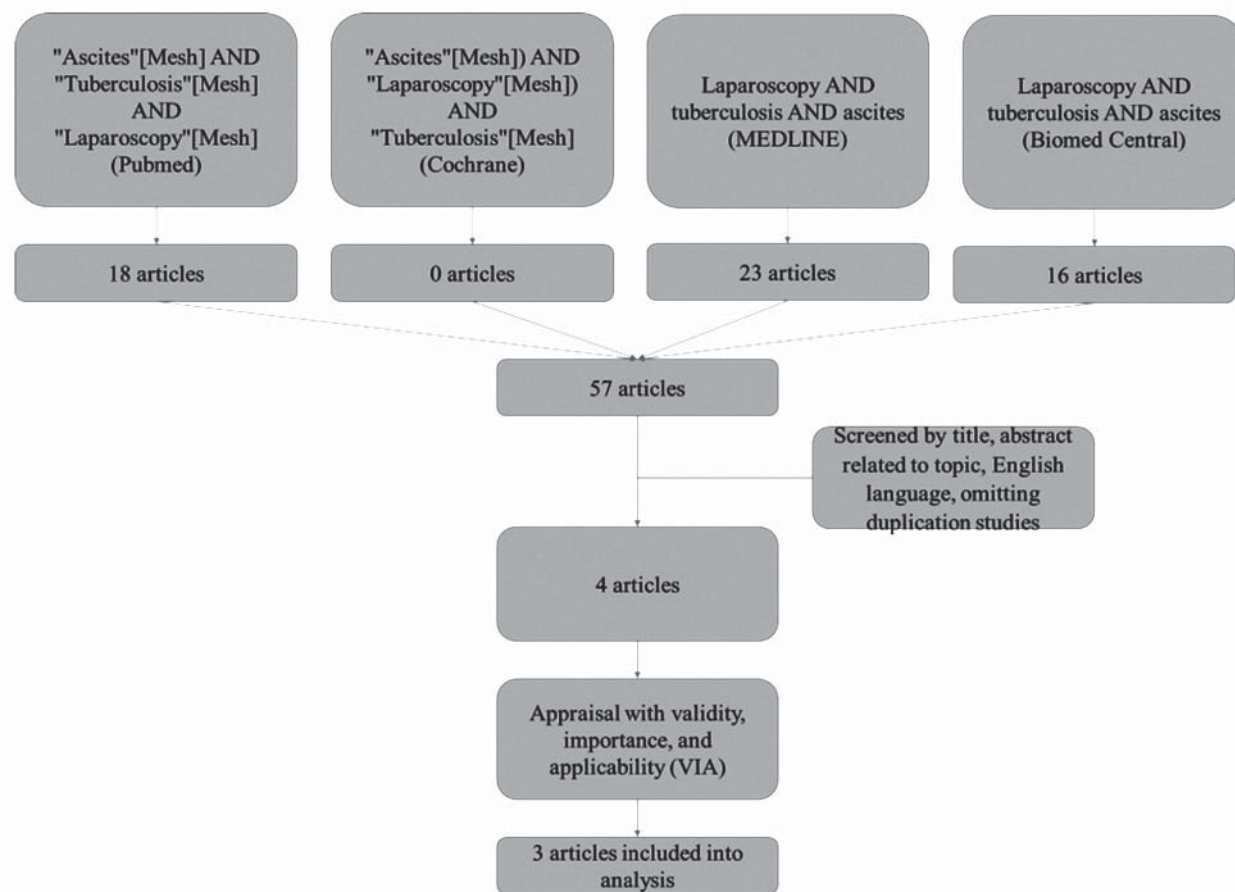 "Ascites"[Mesh] AND
"Tuberculosis"[Mesh]
AND
"Laparoscopy"[Mesh]
(Pubmed)
"Ascites"[Mesh]) AND
"Laparoscopy"[Mesh])
AND
"Tuberculosis"[Mesh]
(Cochrane)
Laparoscopy AND
tuberculosis AND ascites
(MEDLINE)
Laparoscopy AND
tuberculosis AND ascites
(Biomed Central)
18 articles
0 articles
23 articles
16 articles
57 articles
Screened by title, abstract
related to topic, English
language, omitting
duplication studies
4 articles
Appraisal with validity,
importance, and
applicability (VIA)
3 articles included into
analysis